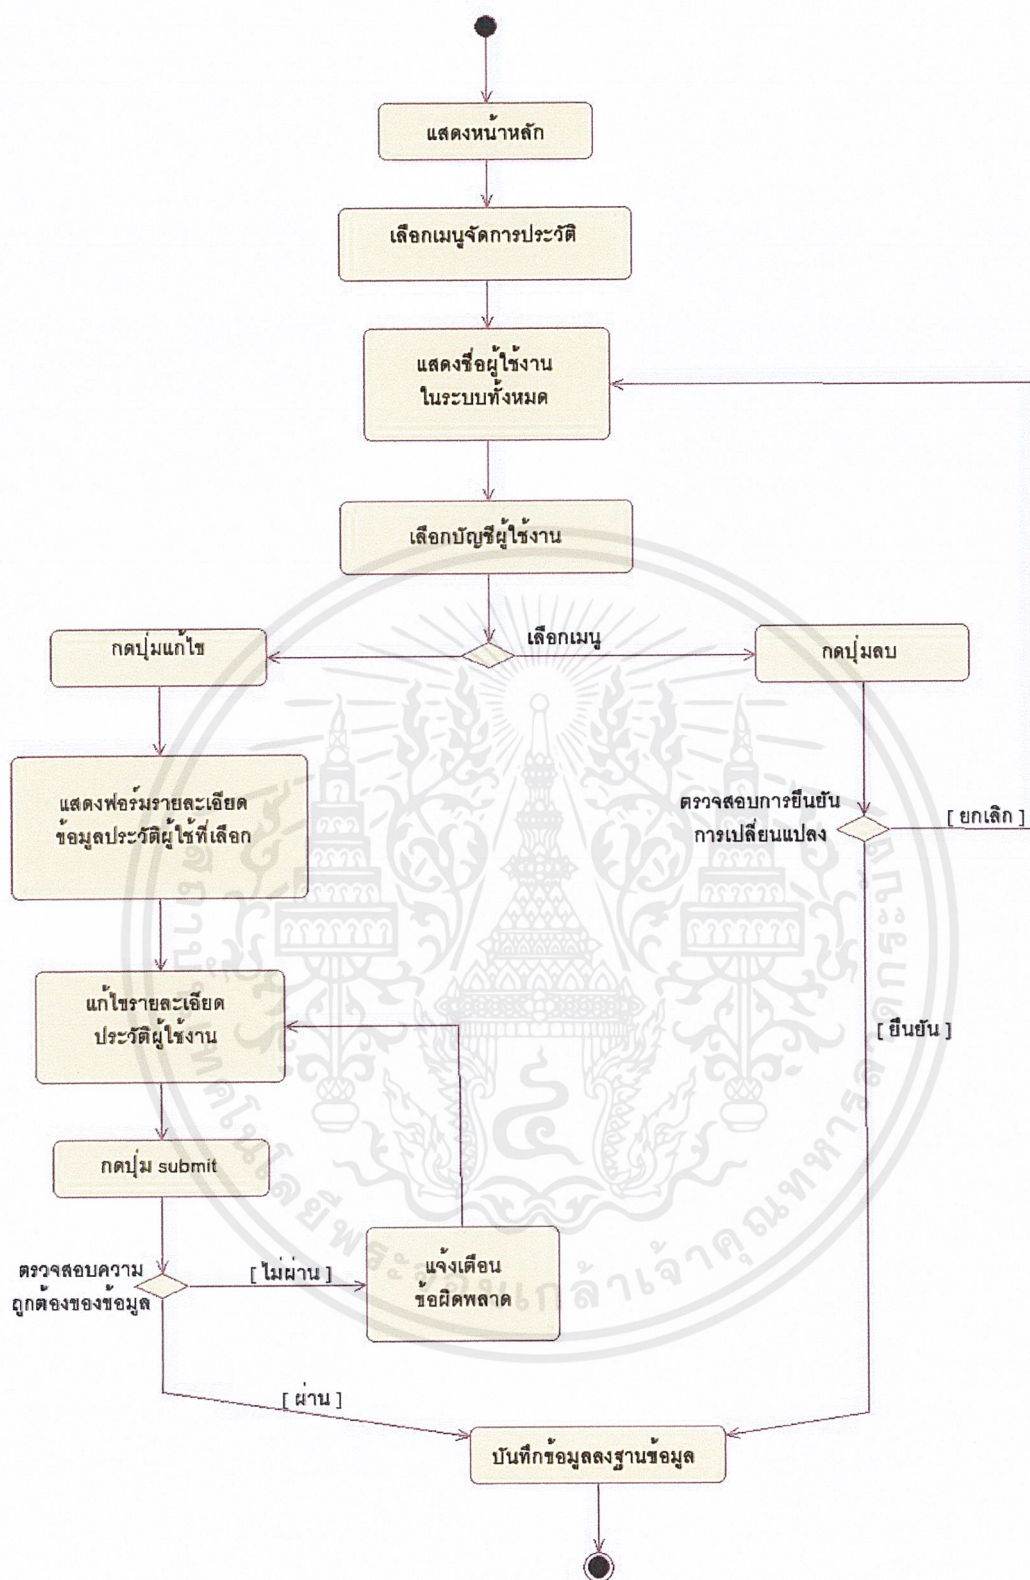 แสดงหน้าหลัก
เลือกเมนูจัดการประวัติ
แสดงชื่อผู้ใช้งาน
ในระบบทั้งหมด
เลือกบัญชีผู้ใช้งาน
กดปุ่มแก้ไข
เลือกเมนู
กดปุ่มลบ
แสดงฟอร์มรายละเอียด
ข้อมูลประวัติผู้ใช้ที่เลือก
ตรวจสอบการยืนยัน
การเปลี่ยนแปลง
[ ยกเลิก ]
แก้ไขรายละเอียด
ประวัติผู้ใช้งาน
[ ยืนยัน ]
กดปุ่ม submit
ตรวจสอบความ
ถูกต้องของข้อมูล
[ ไม่ผ่าน ]
แจ้งเตือน
ข้อผิดพลาด
[ ผ่าน ]
บันทึกข้อมูลลงฐานข้อมูล